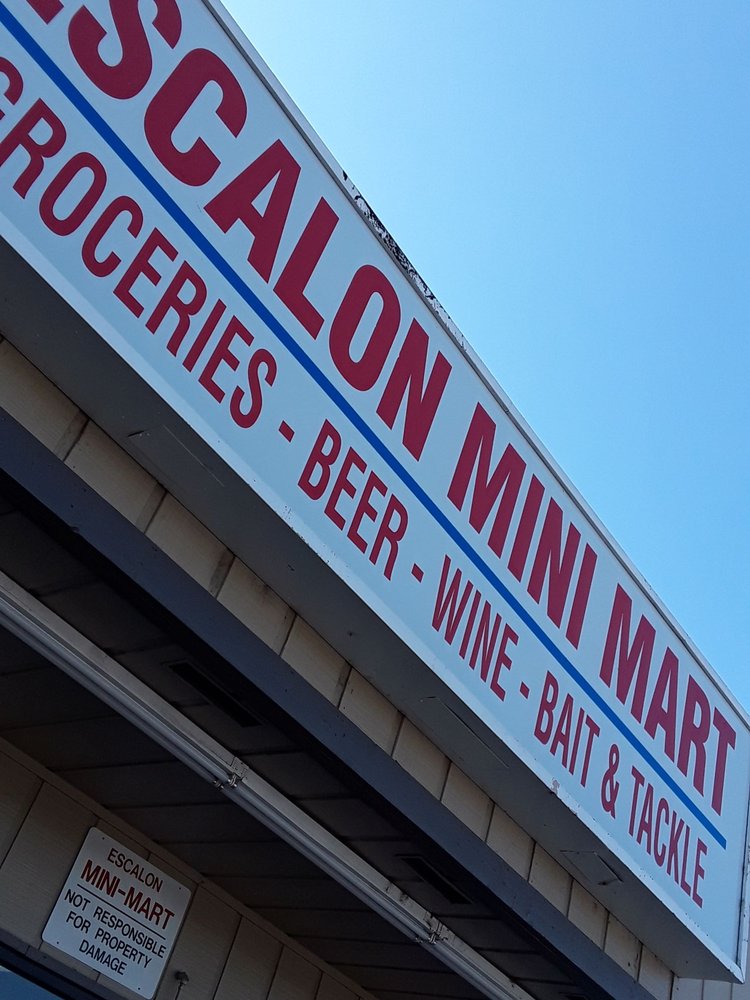 ESCALON MINI MART
GROCERIES - BEER - WINE - BAIT & TACKLE
ESCALON
MINI-MART
NOT RESPONSIBLE
FOR PROPERTY
DAMAGE